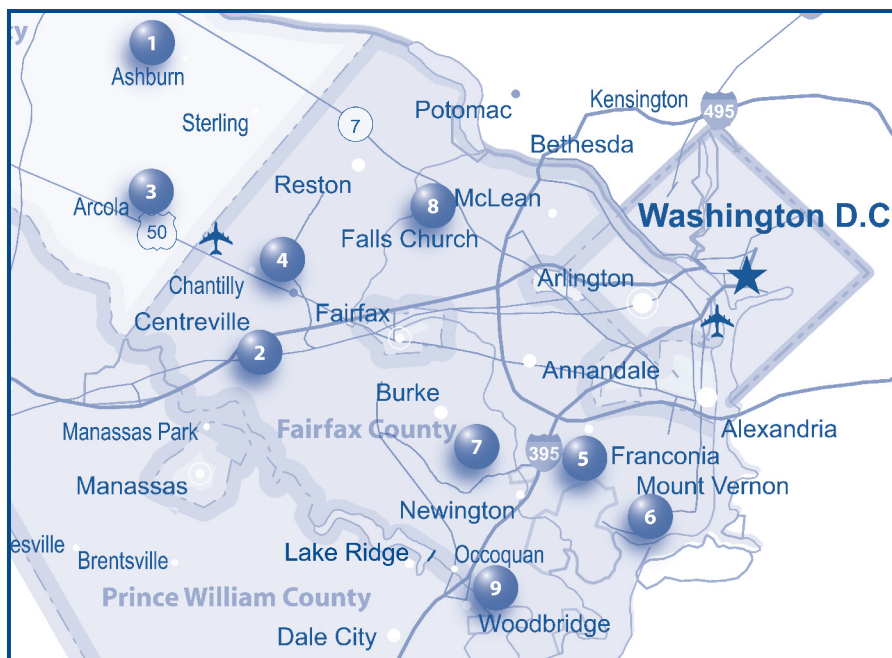 ty
1
Ashburn
Potomac
Kensington
495
Sterling
7
Bethesda
3
Reston
8
McLean
Arcola
50
Washington D.C
Falls Church
4
Chantilly
Arlington
Centreville
Fairfax
2
Annandale
Burke
Manassas Park
Fairfax County
Alexandria
7
395
5
Franconia
Manassas
Mount Vernon
Newington
6
esville
Brentsville
Lake Ridge
Occoquan
9
Prince William County
Woodbridge
Dale City